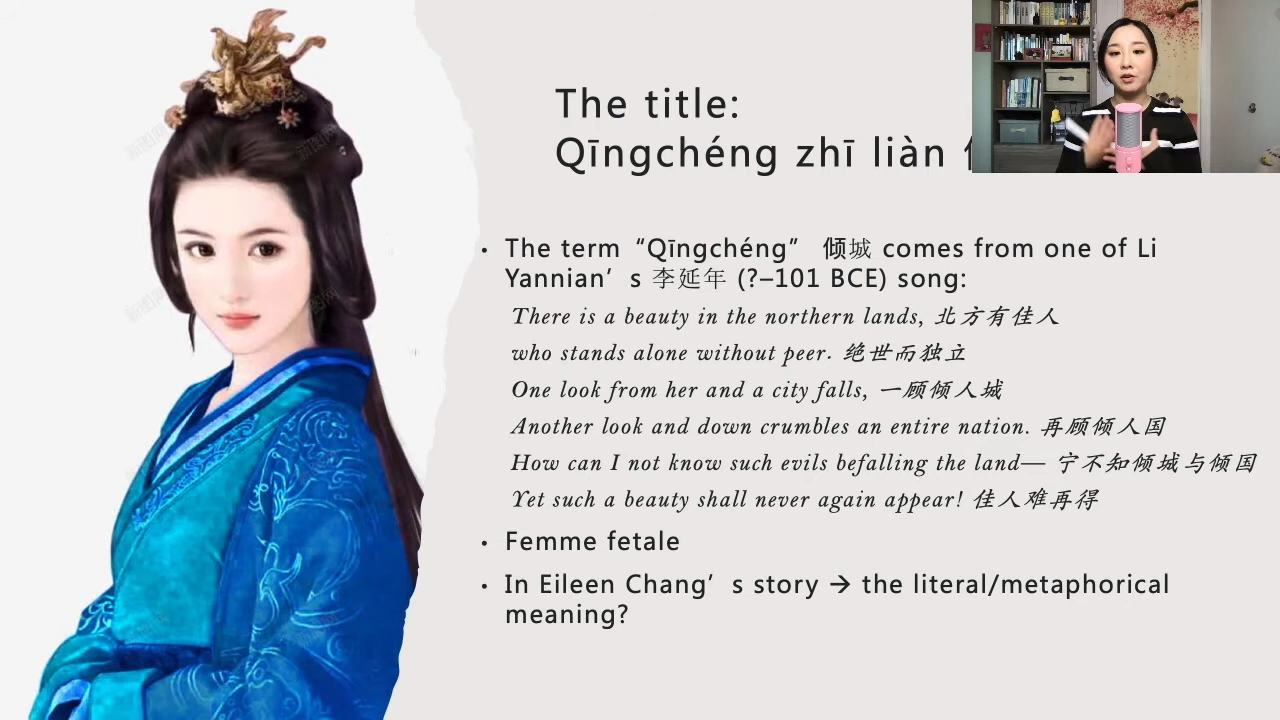 The title:
Qīngchéng zhī liàn
• The term “Qīngchéng” 倾城 comes from one of Li
Yannian’s 李延年 (?–101 BCE) song:
There is a beauty in the northern lands, 北方有佳人
who stands alone without peer. 绝世而独立
One look from her and a city falls, 一顾倾人城
Another look and down crumbles an entire nation. 再顾倾人国
How can I not know such evils befalling the land— 宁不知倾城与倾国
Yet such a beauty shall never again appear! 佳人难再得
• Femme fetale
• In Eileen Chang’s story → the literal/metaphorical
meaning?